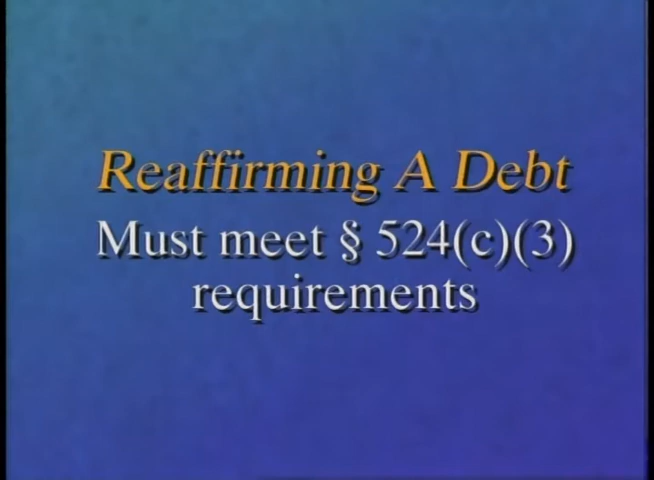 Reaffirming A Debt
Must meet § 524(c)(3)
requirements